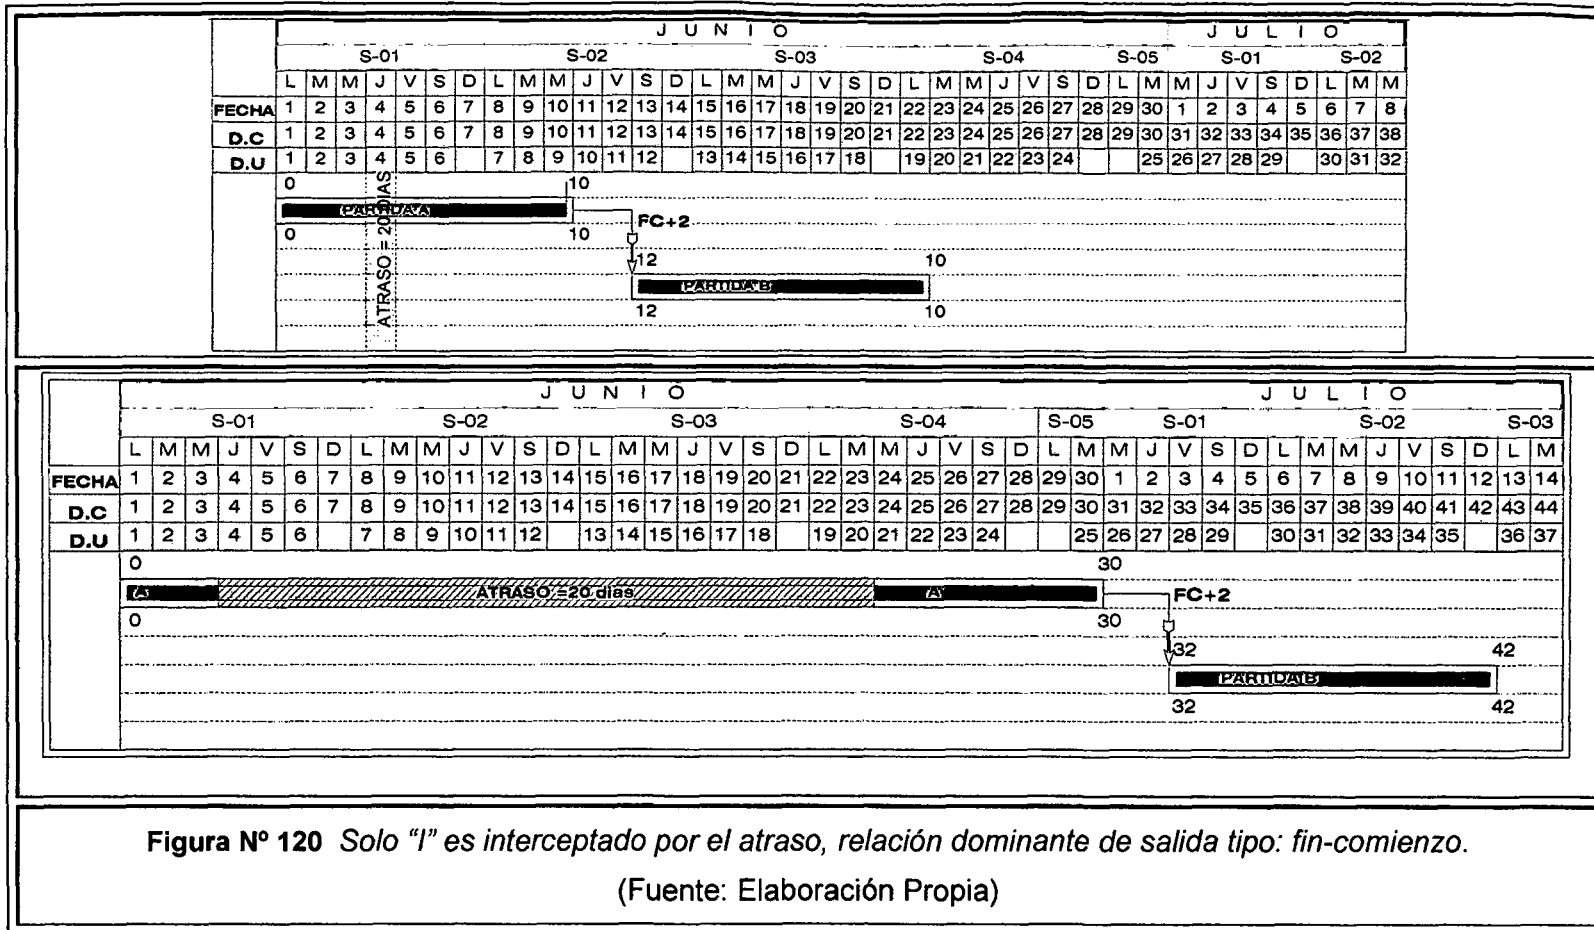 J U N I O J U L I O
S-01 S-02 S-03 S-04 S-05 S-01 S-02
L M M J V S D L M M J V S D L M M J V S D L M M J V S D L M M J V S D L M M
FECHA 1 2 3 4 5 6 7 8 9 10 11 12 13 14 15 16 17 18 19 20 21 22 23 24 25 26 27 28 29 30 1 2 3 4 5 6 7 8
D.C 1 2 3 4 5 6 7 8 9 10 11 12 13 14 15 16 17 18 19 20 21 22 23 24 25 26 27 28 29 30 31 32 33 34 35 36 37 38
D.U 1 2 3 4 5 6 7 8 9 10 11 12 13 14 15 16 17 18 19 20 21 22 23 24 25 26 27 28 29 30 31 32
0 10
PARTIDA A
FC+2
0 10
ATRASO = 20 DIAS
12 10
PARTIDA B
12 10
J U N I O J U L I O
S-01 S-02 S-03 S-04 S-05 S-01 S-02 S-03
L M M J V S D L M M J V S D L M M J V S D L M M J V S D L M M J V S D L M M J V S D L M
FECHA 1 2 3 4 5 6 7 8 9 10 11 12 13 14 15 16 17 18 19 20 21 22 23 24 25 26 27 28 29 30 1 2 3 4 5 6 7 8 9 10 11 12 13 14
D.C 1 2 3 4 5 6 7 8 9 10 11 12 13 14 15 16 17 18 19 20 21 22 23 24 25 26 27 28 29 30 31 32 33 34 35 36 37 38 39 40 41 42 43 44
D.U 1 2 3 4 5 6 7 8 9 10 11 12 13 14 15 16 17 18 19 20 21 22 23 24 25 26 27 28 29 30 31 32 33 34 35 36 37
0 30
A ATRASO =20 dias A' FC+2
0 30
32 42
PARTIDA B
32 42
Figura Nº 120 Solo “I” es interceptado por el atraso, relación dominante de salida tipo: fin-comienzo.
(Fuente: Elaboración Propia)